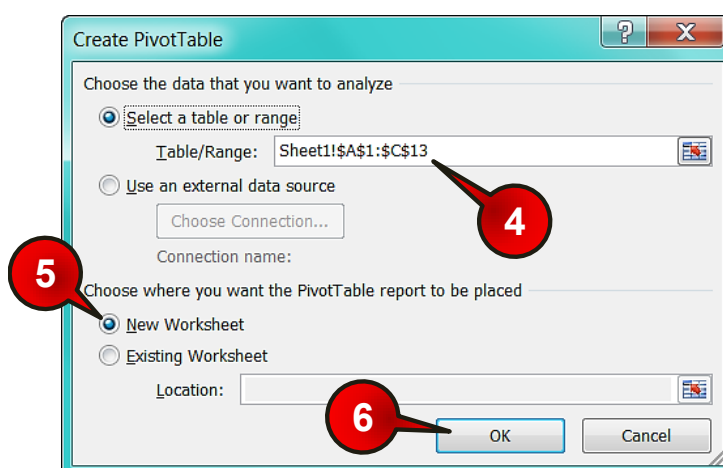 Create PivotTable
? X
Choose the data that you want to analyze
Select a table or range
Table/Range: Sheet1!$A$1:$C$13
Use an external data source
4
Choose Connection...
Connection name:
5
Choose where you want the PivotTable report to be placed
New Worksheet
Existing Worksheet
Location:
6
OK Cancel